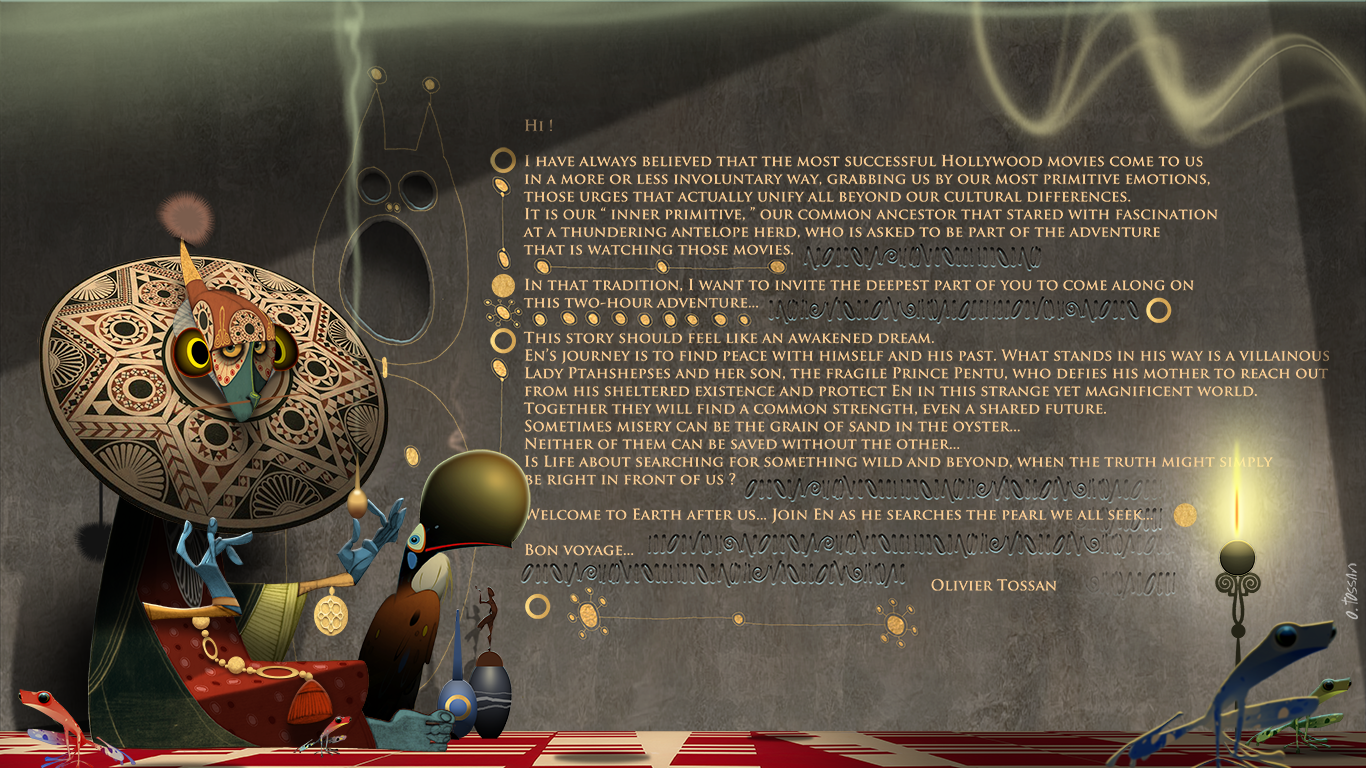 Hi !
I have always believed that the most successful Hollywood movies come to us
in a more or less involuntary way, grabbing us by our most primitive emotions,
those urges that actually unify all beyond our cultural differences.
It is our “ inner primitive, ” our common ancestor that stared with fascination
at a thundering antelope herd, who is asked to be part of the adventure
that is watching those movies.
In that tradition, I want to invite the deepest part of you to come along on
this two-hour adventure...
This story should feel like an awakened dream.
En's journey is to find peace with himself and his past. What stands in his way is a villainous
Lady Ptahshepses and her son, the fragile Prince Pentu, who defies his mother to reach out
from his sheltered existence and protect En in this strange yet magnificent world.
Together they will find a common strength, even a shared future.
Sometimes misery can be the grain of sand in the oyster...
Neither of them can be saved without the other...
Is Life about searching for something wild and beyond, when the truth might simply
be right in front of us ?
Welcome to Earth after us... Join En as he searches the pearl we all seek...
Bon voyage...
Olivier Tossan
O. Tossan